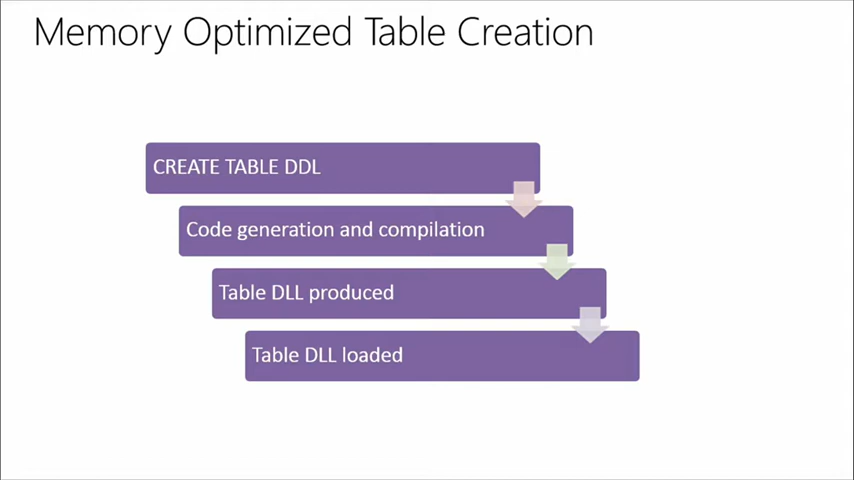 Memory Optimized Table Creation
CREATE TABLE DDL
Code generation and compilation
Table DLL produced
Table DLL loaded